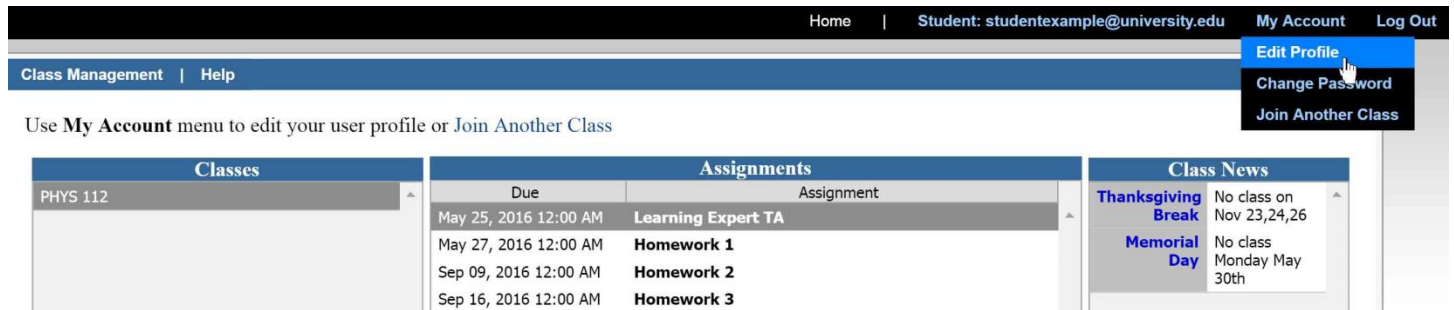 Home | Student: studentexample@university.edu My Account Log Out
Edit Profile
Change Password
Join Another Class
Class Management | Help
Use My Account menu to edit your user profile or Join Another Class
Classes
PHYS 112
Assignments
Due Assignment
May 25, 2016 12:00 AM Learning Expert TA
May 27, 2016 12:00 AM Homework 1
Sep 09, 2016 12:00 AM Homework 2
Sep 16, 2016 12:00 AM Homework 3
Class News
Thanksgiving No class on
Break Nov 23,24,26
Memorial No class
Day Monday May
30th